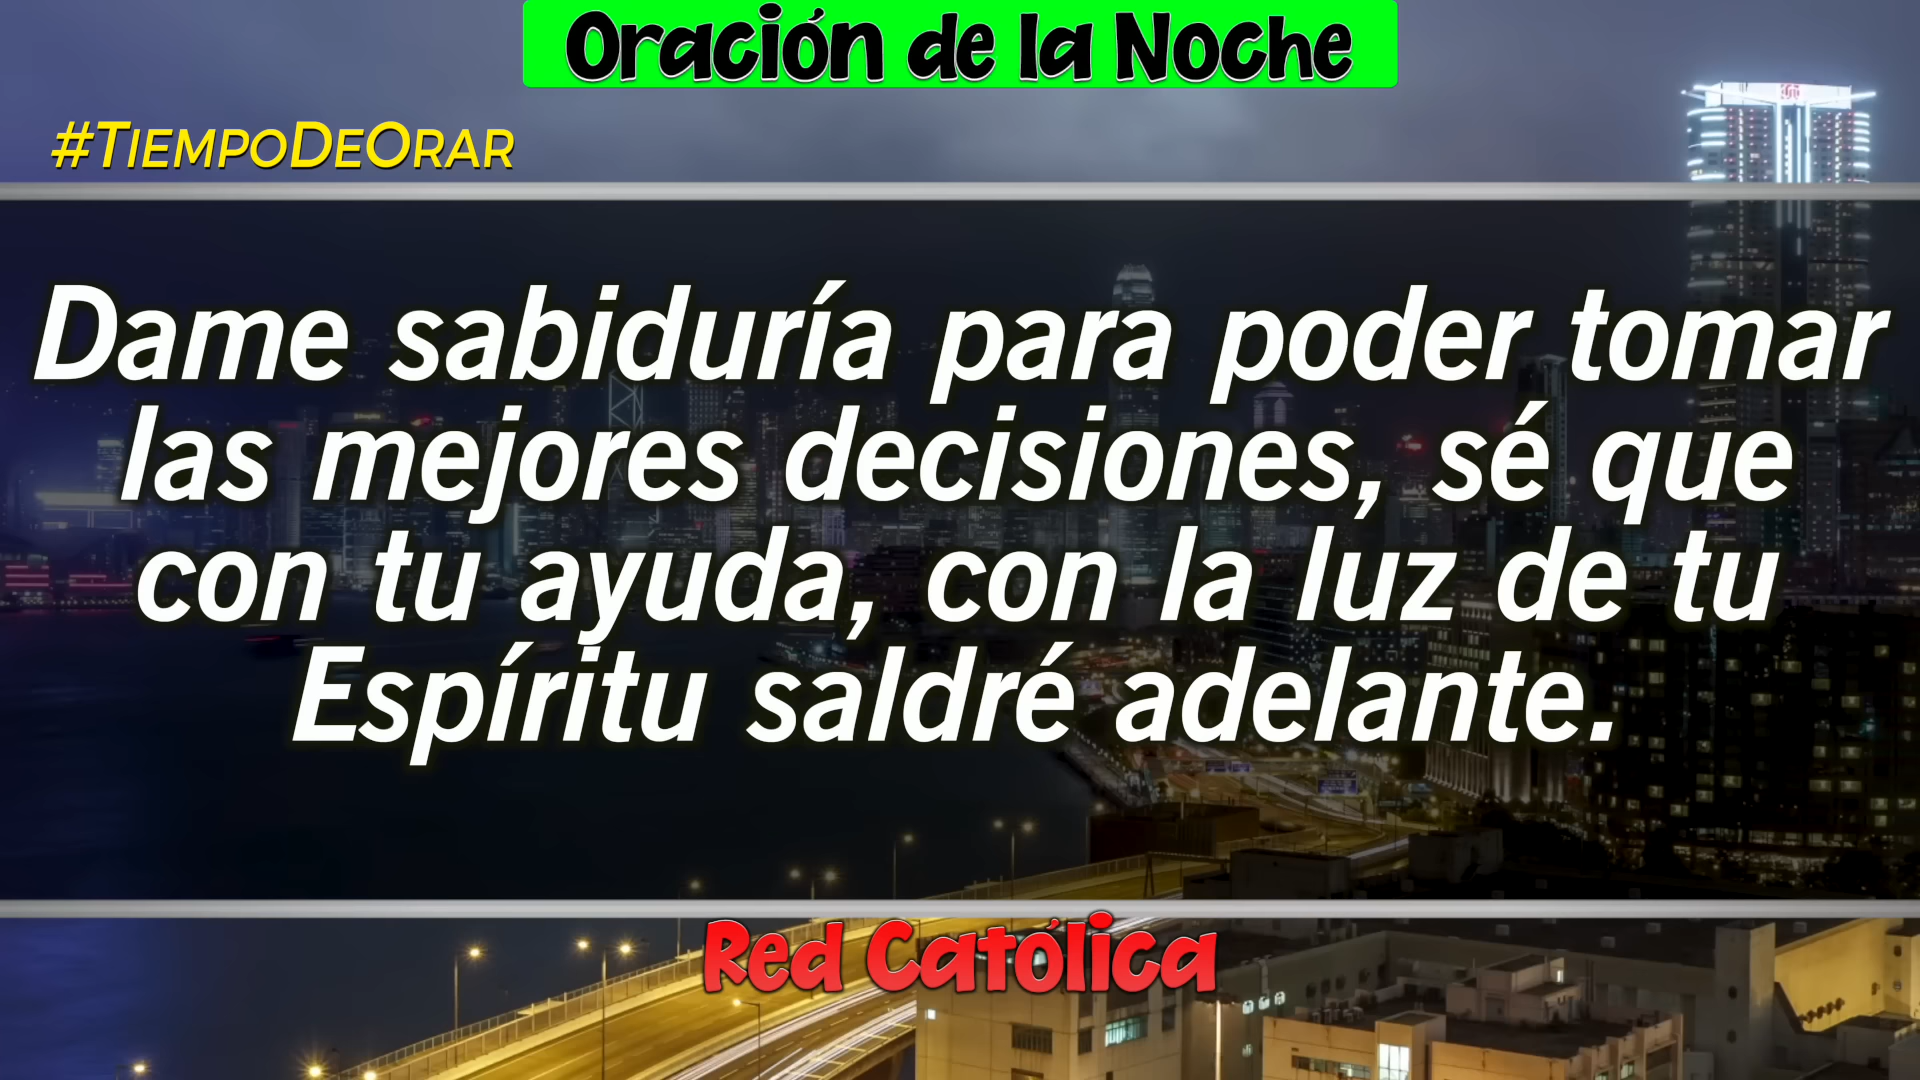 Oración de la Noche
#TiempoDeOrar
Dame sabiduría para poder tomar
las mejores decisiones, sé que
con tu ayuda, con la luz de tu
Espíritu saldré adelante.
Red Católica